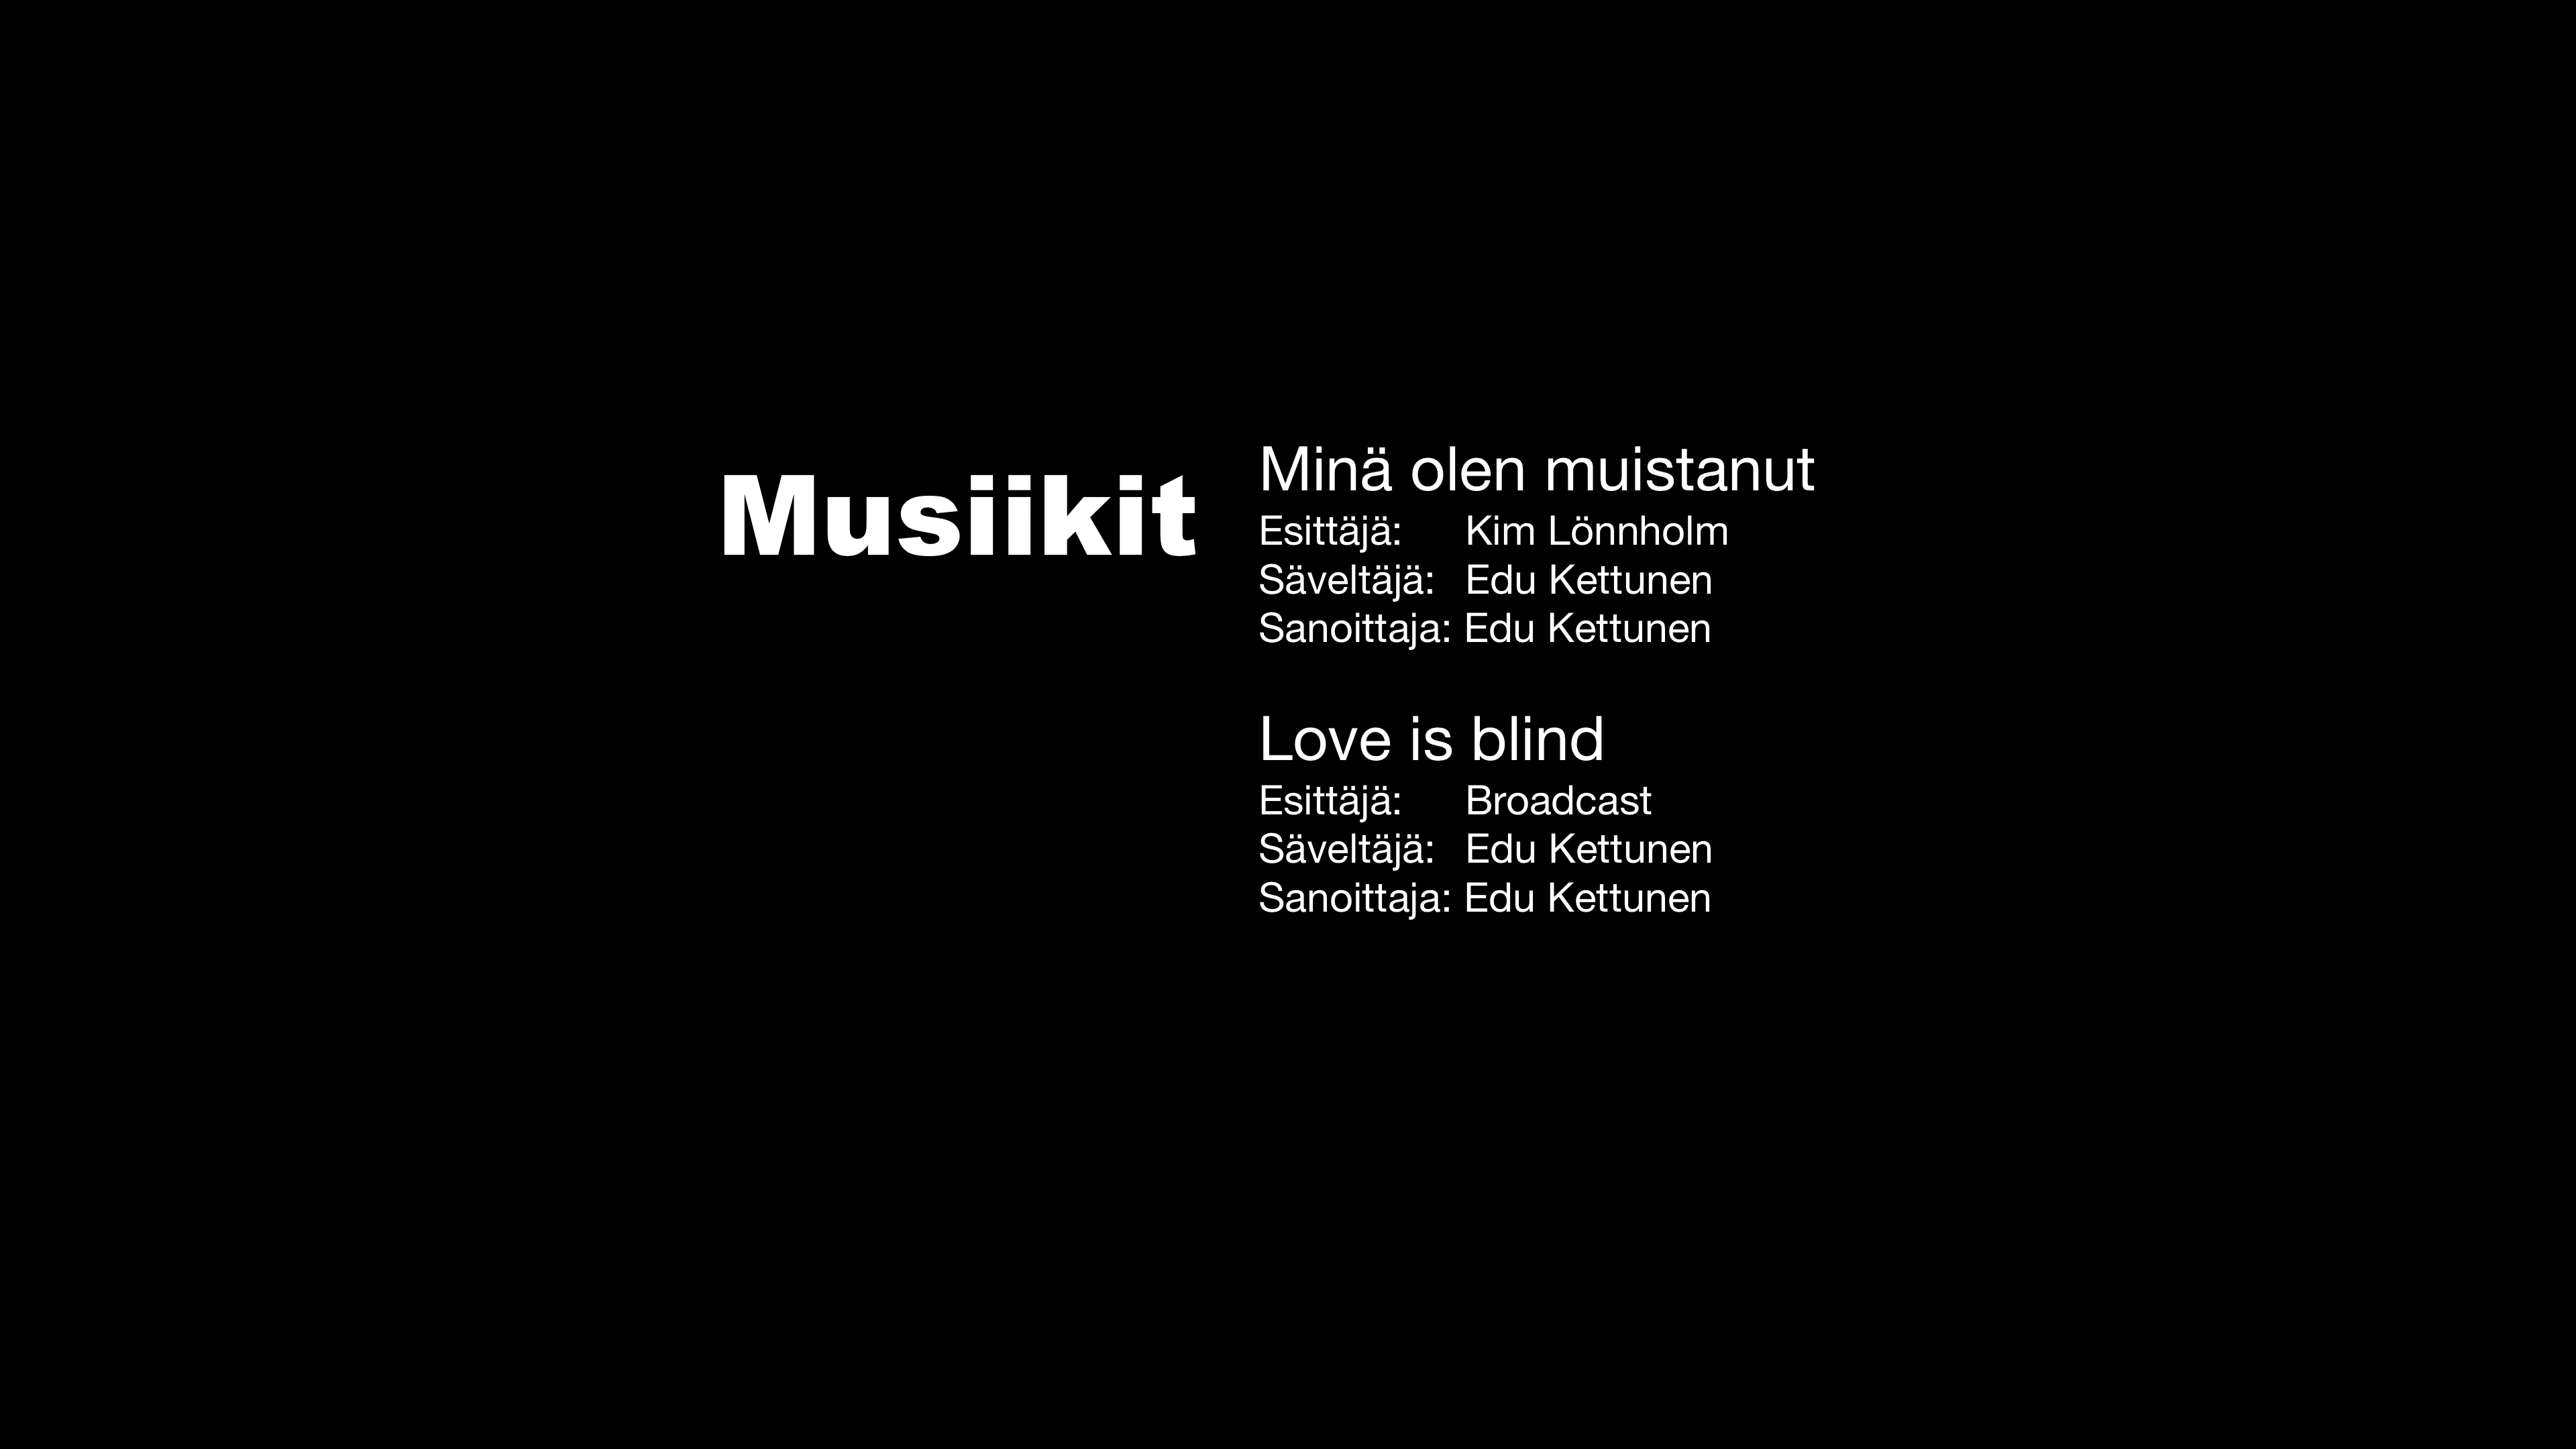 Musiikit
Minä olen muistanut
Esittäjä: Kim Lönnholm
Säveltäjä: Edu Kettunen
Sanoittaja: Edu Kettunen
Love is blind
Esittäjä: Broadcast
Säveltäjä: Edu Kettunen
Sanoittaja: Edu Kettunen